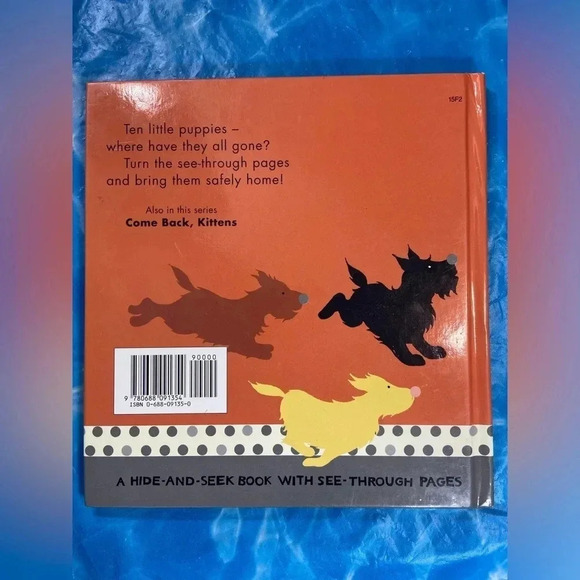 15F2
Ten little puppies –
where have they all gone?
Turn the see-through pages
and bring them safely home!
Also in this series
Come Back, Kittens
90000
9 780688 091354
ISBN 0-688-09135-0
A HIDE-AND-SEEK BOOK WITH SEE-THROUGH PAGES